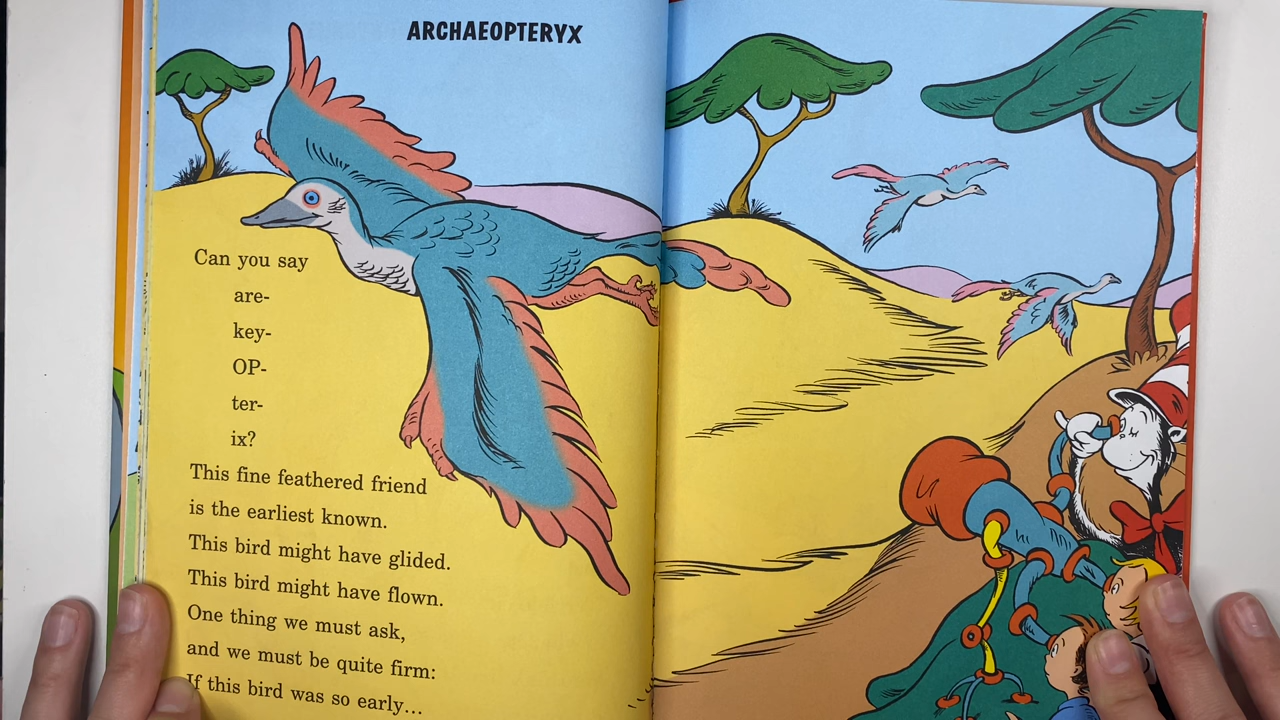 ARCHAEOPTERYX
Can you say
are-
key-
OP-
ter-
ix?
This fine feathered friend
is the earliest known.
This bird might have glided.
This bird might have flown.
One thing we must ask,
and we must be quite firm:
If this bird was so early...